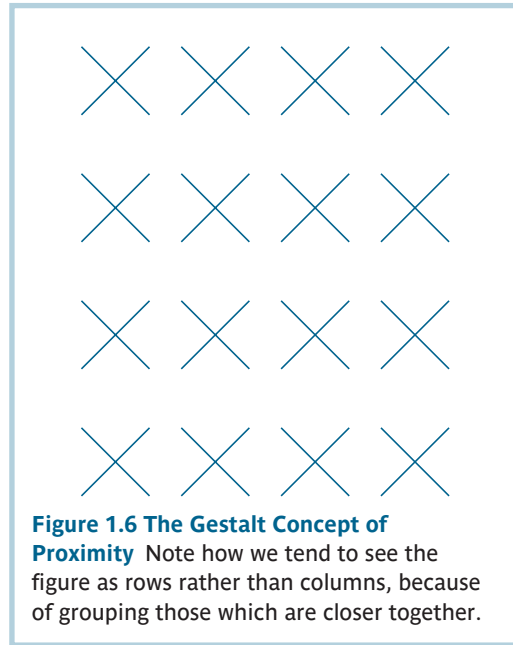 Figure 1.6 The Gestalt Concept of
Proximity Note how we tend to see the
figure as rows rather than columns, because
of grouping those which are closer together.